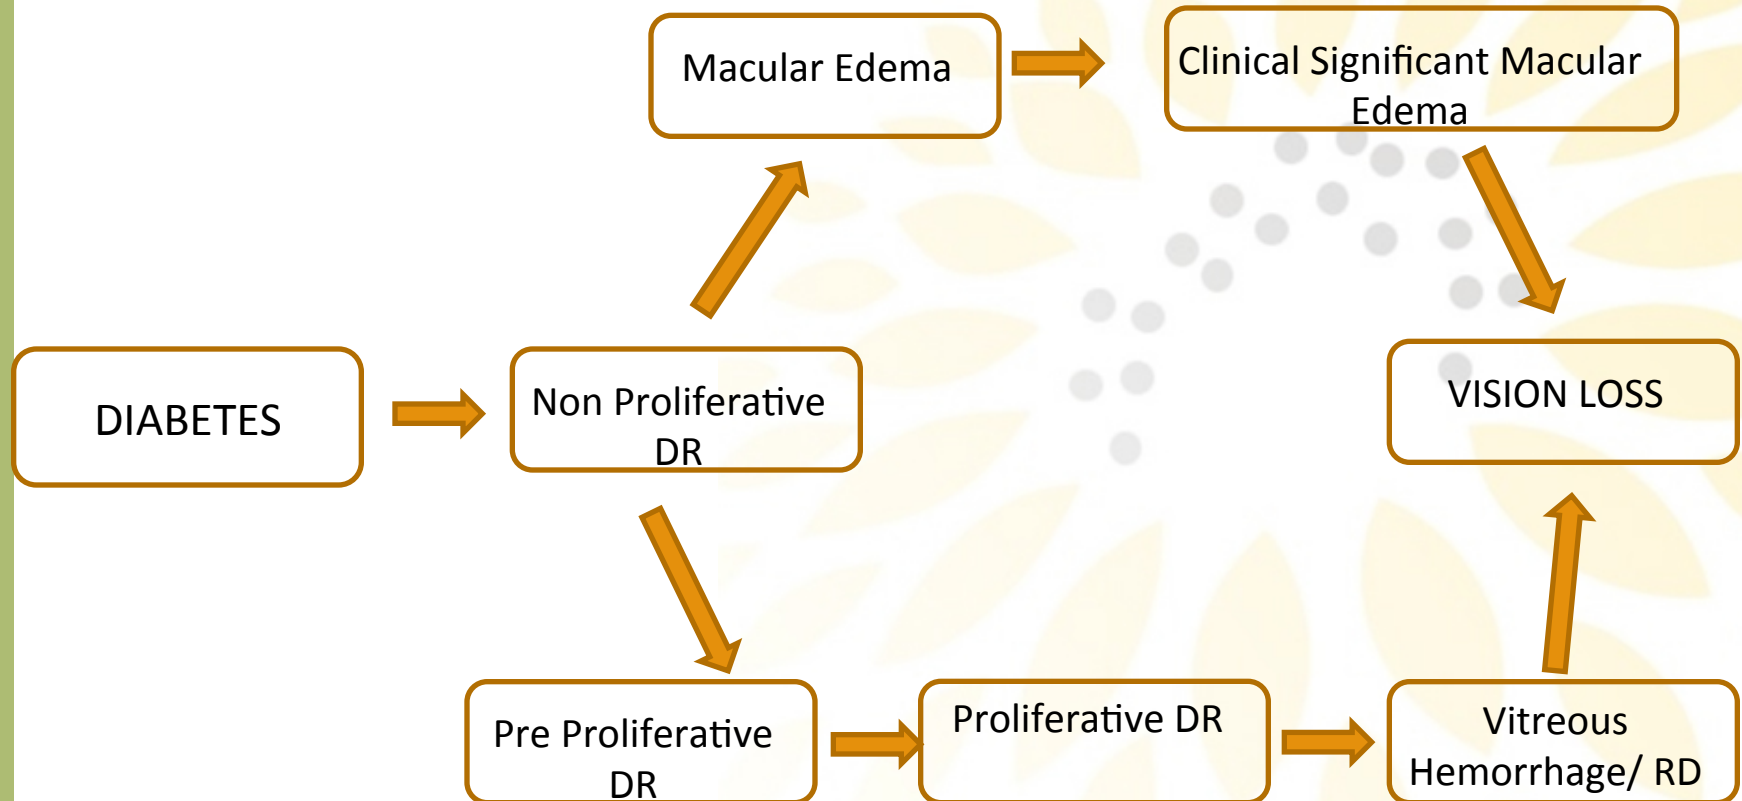 Macular Edema
Clinical Significant Macular
Edema
DIABETES
Non Proliferative
DR
VISION LOSS
Pre Proliferative
DR
Proliferative DR
Vitreous
Hemorrhage/ RD